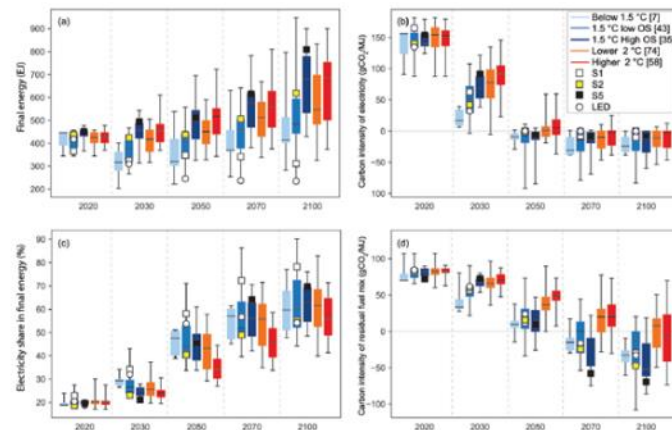 (a)
Final energy (EJ)
900
800
700
600
500
400
300
200
2020
2030
2050
2070
2100
(b)
Carbon intensity of electricity (gCO₂/MJ)
150
100
50
0
−50
−100
2020
2030
2050
2070
2100
Below 1.5 °C [7]
1.5 °C low OS [43]
1.5 °C High OS [35]
Lower 2 °C [74]
Higher 2 °C [58]
S1
S2
S5
LED
(c)
Electricity share in final energy (%)
90
80
70
60
50
40
30
20
2020
2030
2050
2070
2100
(d)
Carbon intensity of residual fuel mix (gCO₂/MJ)
100
50
0
−50
−100
2020
2030
2050
2070
2100